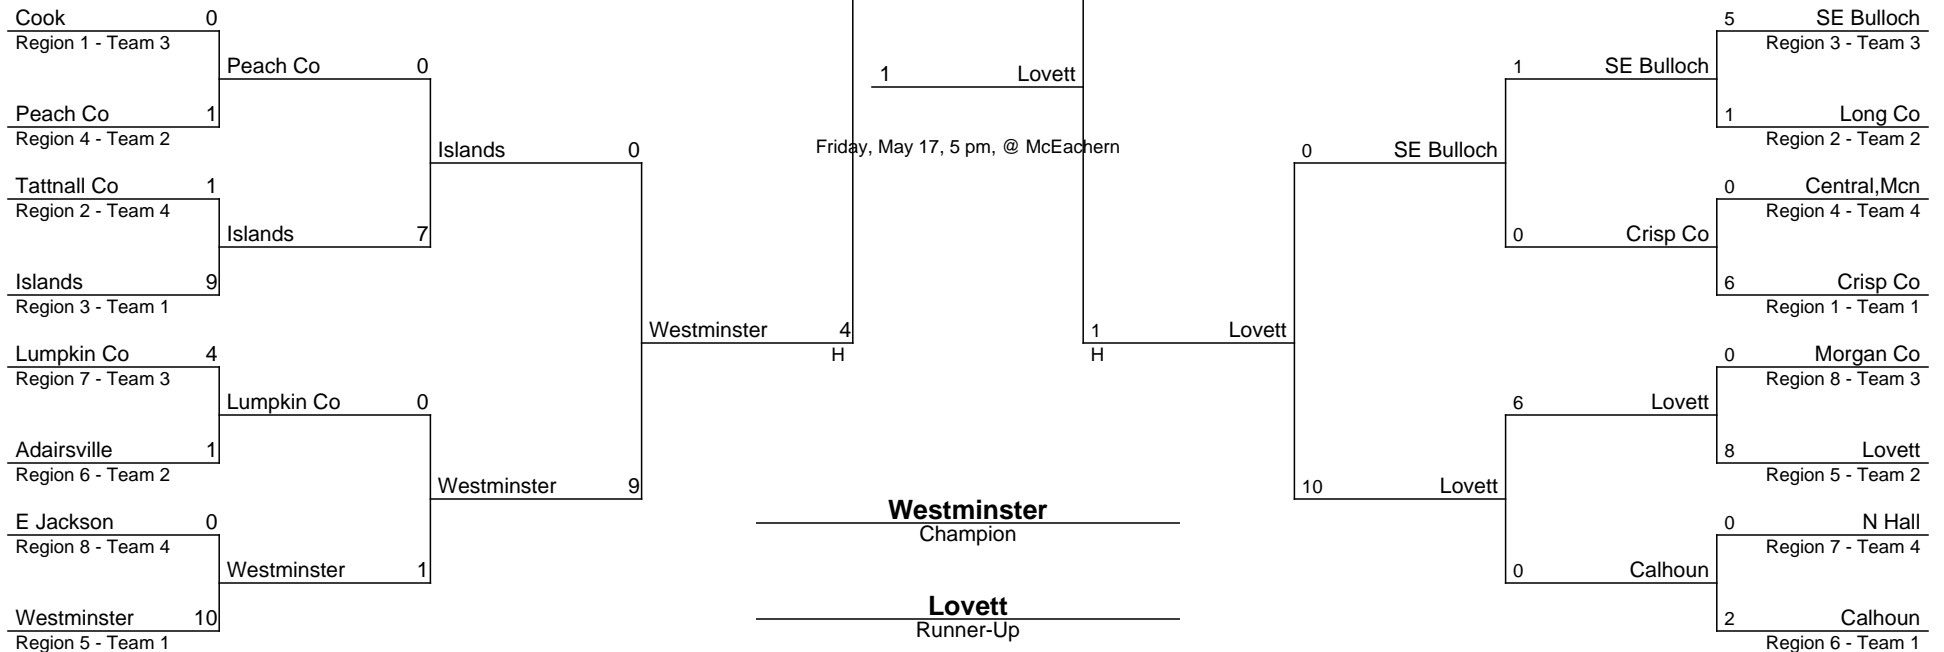 Cook 0
Region 1 - Team 3
Peach Co 0
Peach Co 1
Region 4 - Team 2
Islands 0
Tattnall Co 1
Region 2 - Team 4
Islands 7
Islands 9
Region 3 - Team 1
Westminster 4
H
Lumpkin Co 4
Region 7 - Team 3
Lumpkin Co 0
Adairsville 1
Region 6 - Team 2
Westminster 9
E Jackson 0
Region 8 - Team 4
Westminster 1
Westminster 10
Region 5 - Team 1
1 Lovett
Friday, May 17, 5 pm, @ McEachern
Westminster
Champion
Lovett
Runner-Up
5 SE Bulloch
Region 3 - Team 3
1 SE Bulloch
1 Long Co
Region 2 - Team 2
0 SE Bulloch
0 Central,Mcn
Region 4 - Team 4
0 Crisp Co
6 Crisp Co
Region 1 - Team 1
1 Lovett
H
0 Morgan Co
Region 8 - Team 3
6 Lovett
8 Lovett
Region 5 - Team 2
10 Lovett
0 N Hall
Region 7 - Team 4
0 Calhoun
2 Calhoun
Region 6 - Team 1